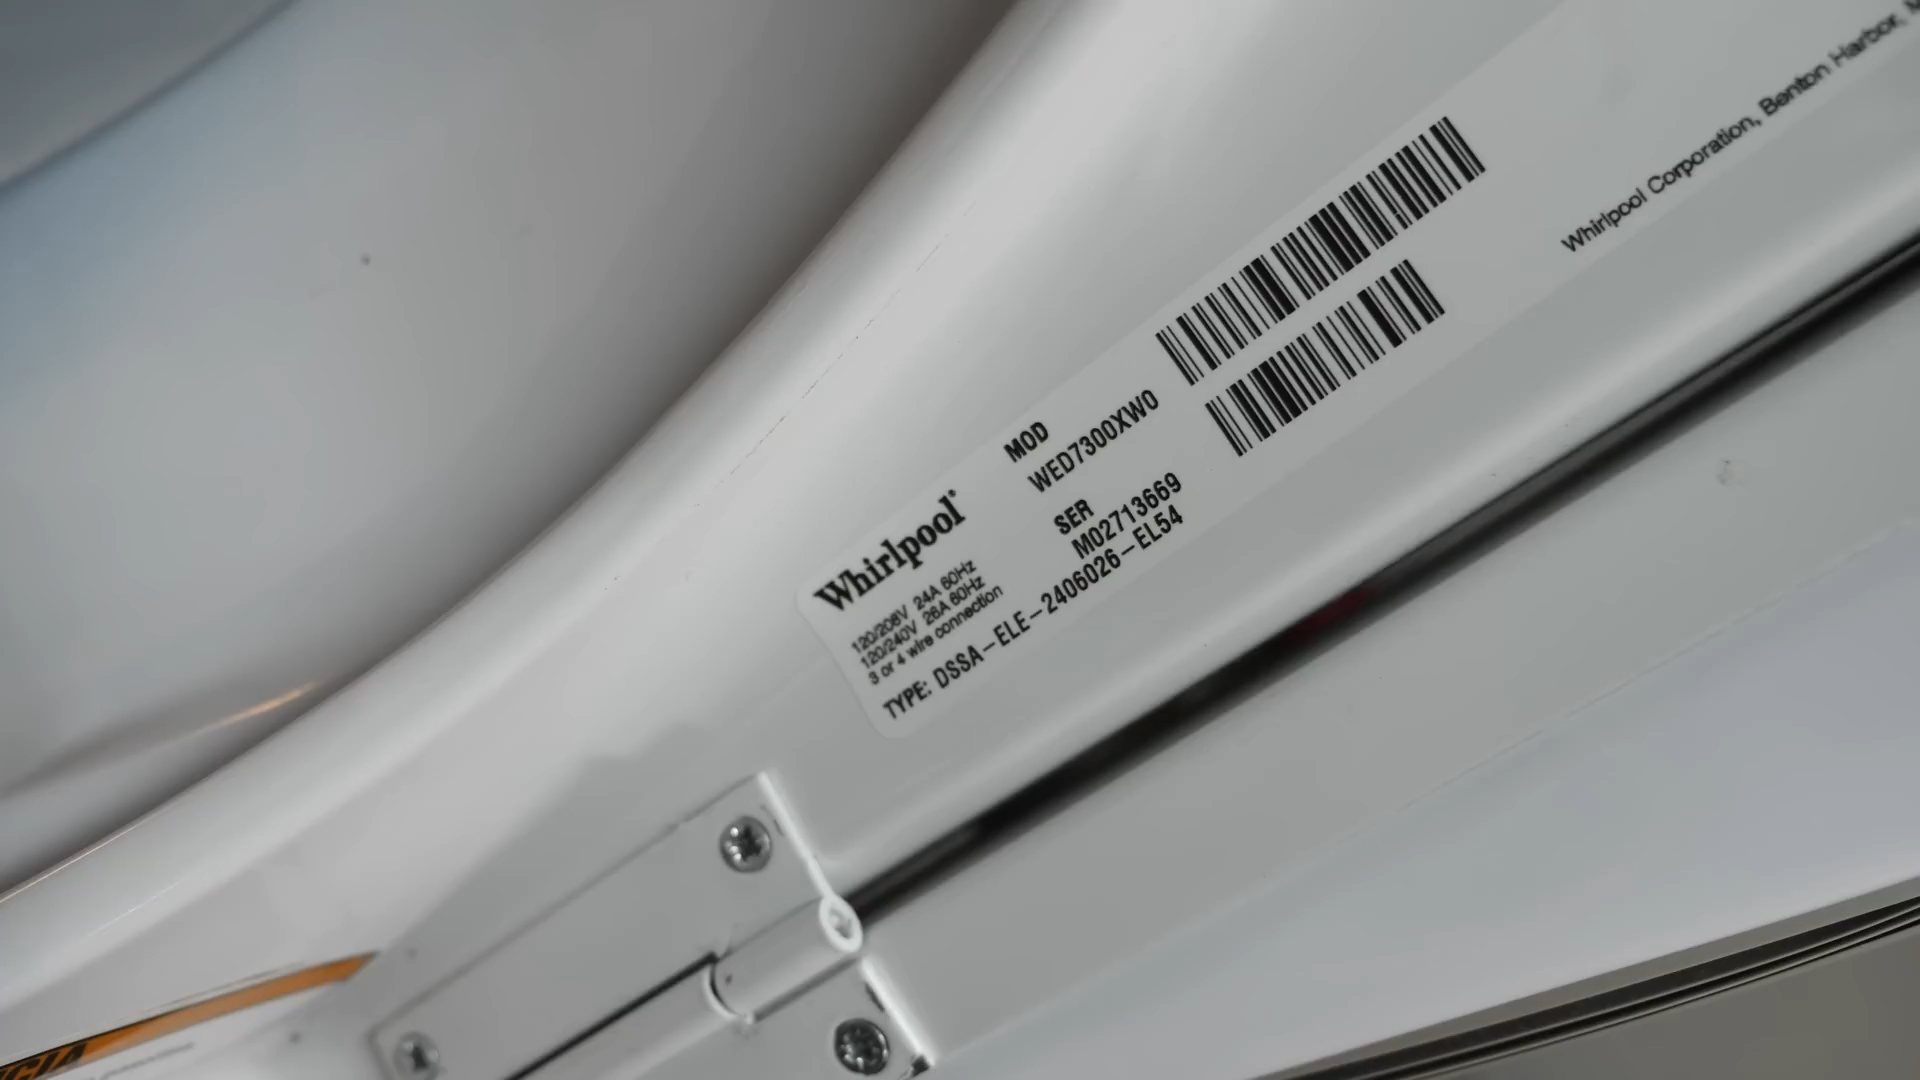 Whirlpool
120/208V 24A 60Hz
120/240V 26A 60Hz
3 or 4 wire connection
TYPE: DSSA-ELE-2406026-EL54
MOD
WED7300XW0
SER
M02713669
Whirlpool Corporation, Benton Harbor,